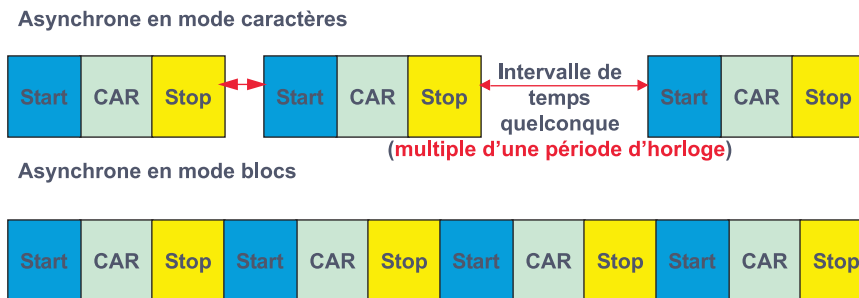 Asynchrone en mode caractères
Start CAR Stop Start CAR Stop Intervalle de temps quelconque Start CAR Stop
(multiple d’une période d’horloge)
Asynchrone en mode blocs
Start CAR Stop Start CAR Stop Start CAR Stop Start CAR Stop